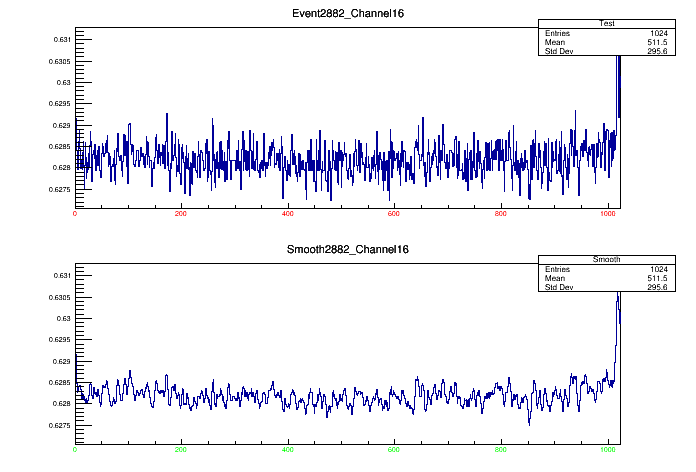 Event2882_Channel16
Test
Entries 1024
Mean 511.5
Std Dev 295.6
0.631
0.6305
0.63
0.6295
0.629
0.6285
0.628
0.6275
0 200 400 600 800 1000
Smooth2882_Channel16
Smooth
Entries 1024
Mean 511.5
Std Dev 295.6
0.631
0.6305
0.63
0.6295
0.629
0.6285
0.628
0.6275
0 200 400 600 800 1000